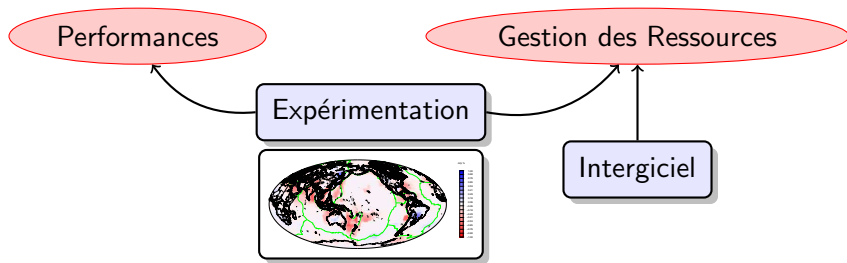 Performances
Gestion des Ressources
Expérimentation
Intergiciel